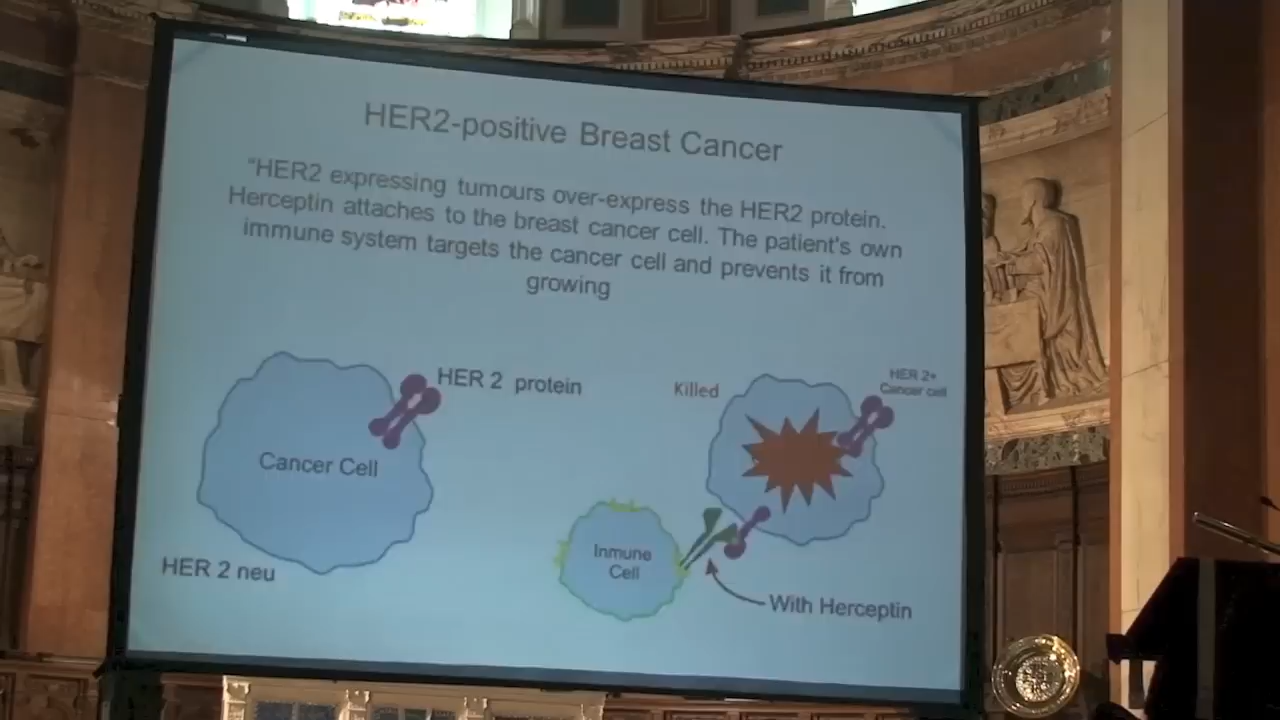 HER2-positive Breast Cancer
“HER2 expressing tumours over-express the HER2 protein.
Herceptin attaches to the breast cancer cell. The patient's own
immune system targets the cancer cell and prevents it from
growing
HER 2 protein
Cancer Cell
HER 2 neu
Killed
HER 2+
Cancer cell
Inmune
Cell
With Herceptin